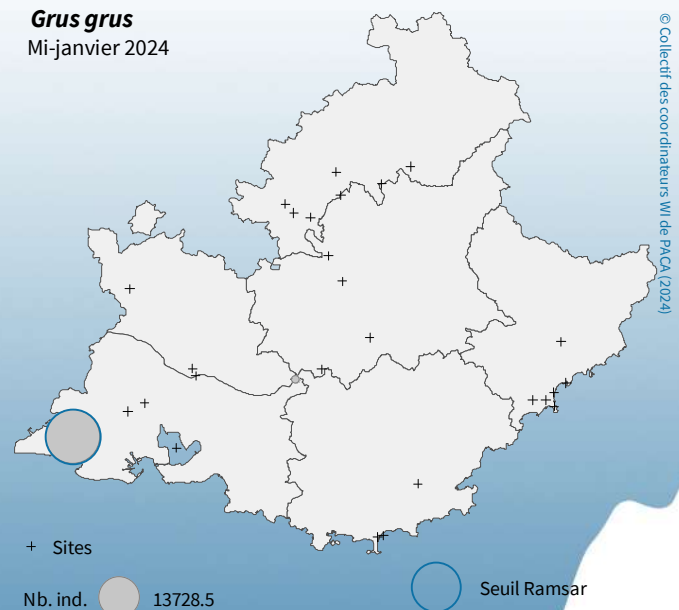 Grus grus
Mi-janvier 2024
© Collectif des coordinateurs WI de PACA (2024)
+ Sites
Nb. ind. 13728.5
Seuil Ramsar